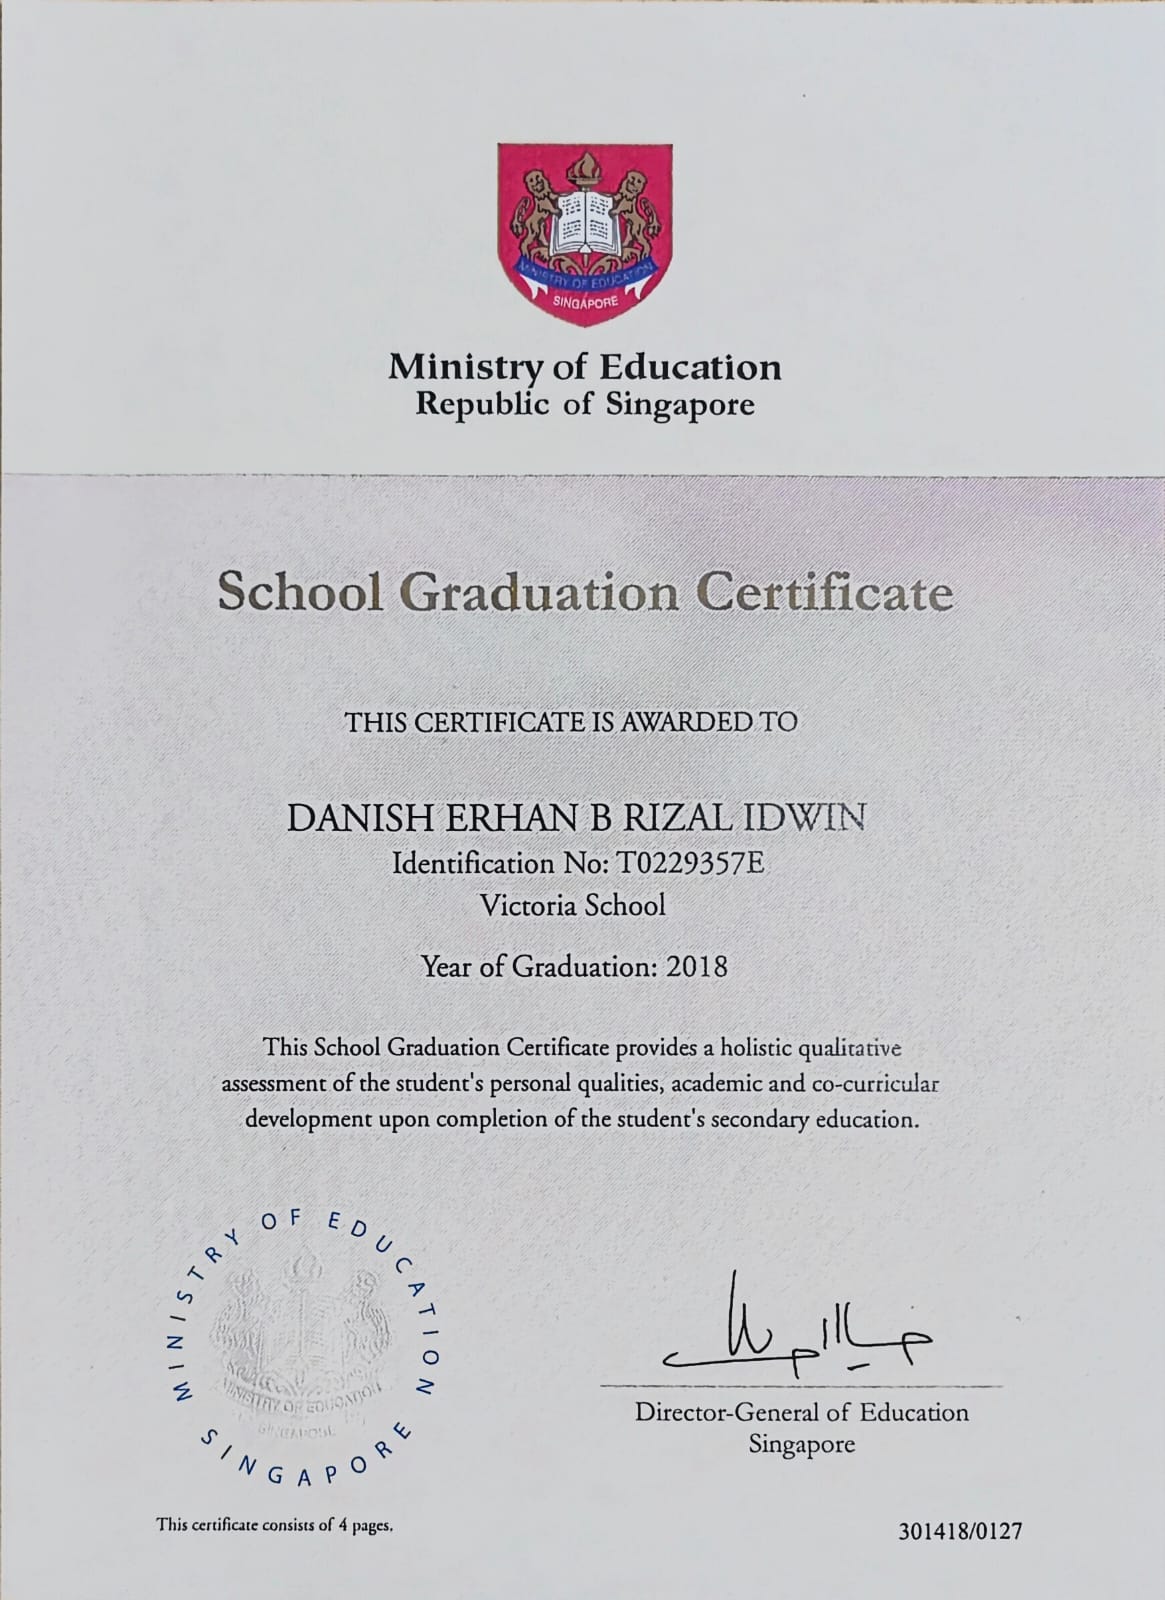 MINISTRY OF EDUCATION
SINGAPORE
Ministry of Education
Republic of Singapore
School Graduation Certificate
THIS CERTIFICATE IS AWARDED TO
DANISH ERHAN B RIZAL IDWIN
Identification No: T0229357E
Victoria School
Year of Graduation: 2018
This School Graduation Certificate provides a holistic qualitative
assessment of the student's personal qualities, academic and co-curricular
development upon completion of the student's secondary education.
MINISTRY OF EDUCATION
SINGAPORE
MINISTRY OF EDUCATION
SINGAPORE
Director-General of Education
Singapore
This certificate consists of 4 pages.
301418/0127